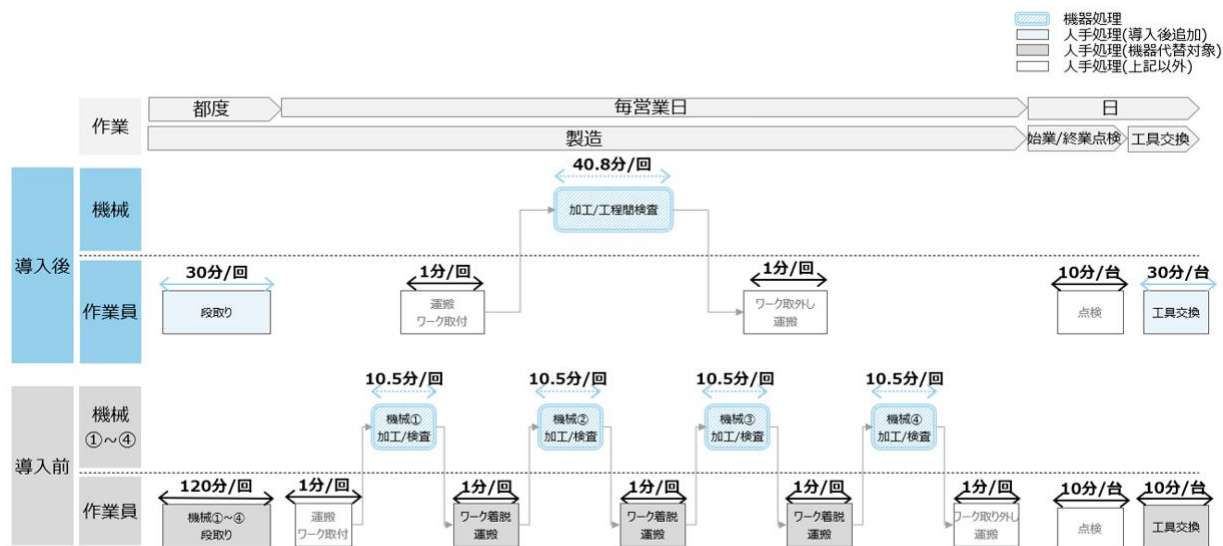 機器処理
人手処理(導入後追加)
人手処理(機器代替対象)
人手処理(上記以外)
作業
都度
毎営業日
日
製造
始業/終業点検
工具交換
導入後
機械
40.8分/回
加工/工程間検査
作業員
30分/回
段取り
1分/回
運搬
ワーク取付
1分/回
ワーク取外し
運搬
10分/台
点検
30分/台
工具交換
導入前
機械
①~④
10.5分/回
機械①
加工/検査
10.5分/回
機械②
加工/検査
10.5分/回
機械③
加工/検査
10.5分/回
機械④
加工/検査
作業員
120分/回
機械①~④
段取り
1分/回
運搬
ワーク取付
1分/回
ワーク着脱
運搬
1分/回
ワーク着脱
運搬
1分/回
ワーク着脱
運搬
1分/回
ワーク取り外し
運搬
10分/台
点検
10分/台
工具交換